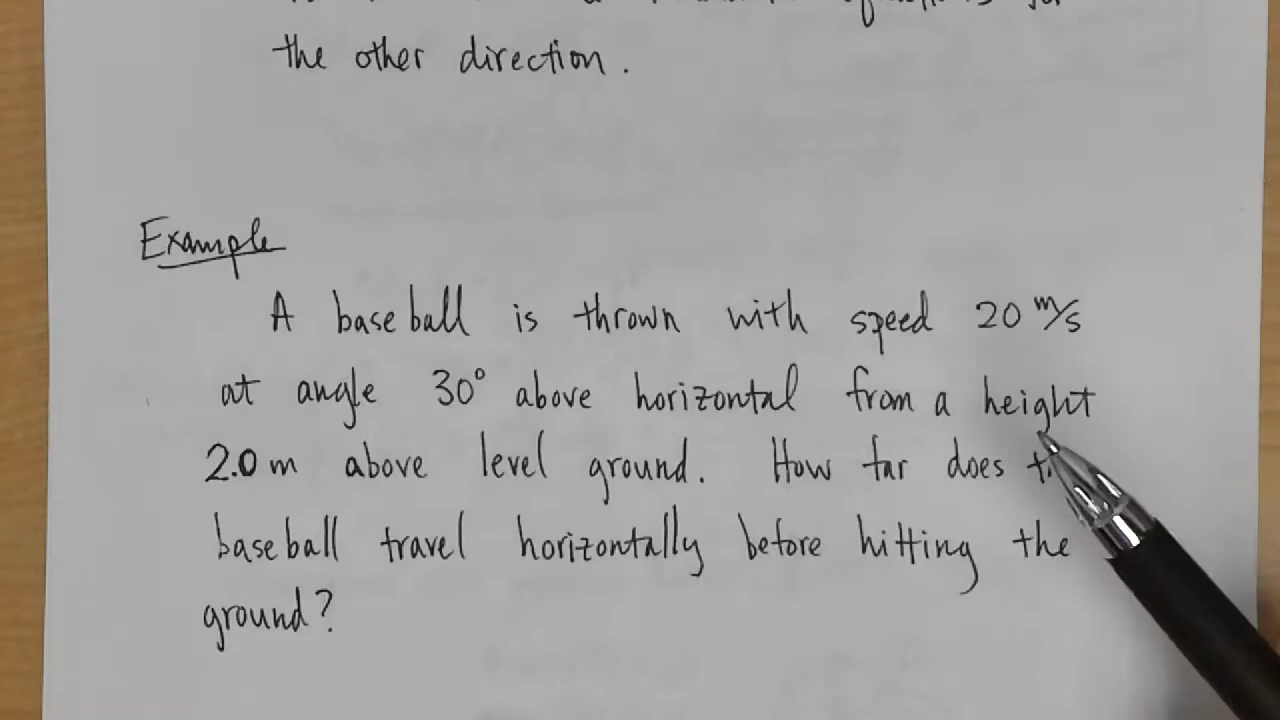 the other direction.
Example
A baseball is thrown with speed 20 m/s
at angle 30° above horizontal from a height
2.0 m above level ground. How far does
baseball travel horizontally before hitting the
ground?